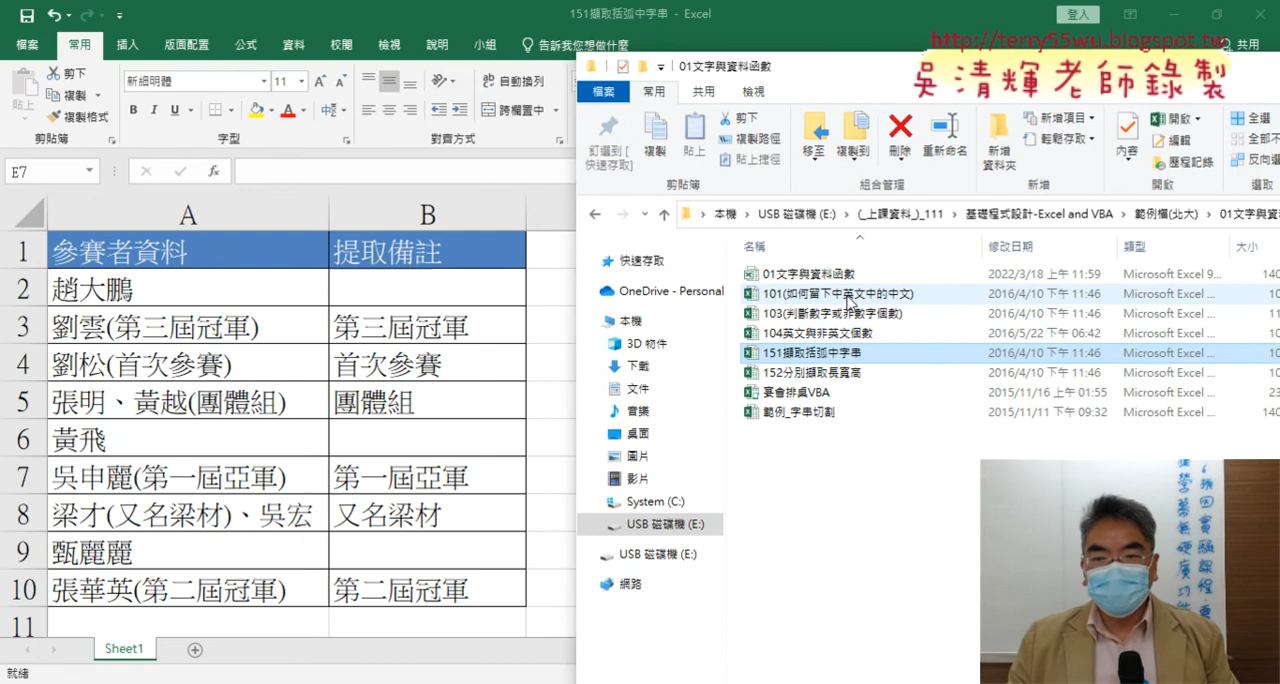 151擷取括弧中字串 - Excel
登入
檔案 常用 插入 版面配置 公式 資料 校閱 檢視 說明 小組 告訴我您想做什麼 共用
http://terry55wu.blogspot.tw
吳清輝老師錄製
貼上
剪下
複製
複製格式
剪貼簿
新細明體 11
B I U
字型
自動換列
跨欄置中
對齊方式
E7
fx
A B
1 參賽者資料 提取備註
2 趙大鵬
3 劉雲(第三屆冠軍) 第三屆冠軍
4 劉松(首次參賽) 首次參賽
5 張明、黃越(團體組) 團體組
6 黃飛
7 吳申麗(第一屆亞軍) 第一屆亞軍
8 梁才(又名梁材)、吳宏 又名梁材
9 甄麗麗
10 張華英(第二屆冠軍) 第二屆冠軍
11
Sheet1
就緒
01文字與資料函數
檔案 常用 共用 檢視
釘選到 [快速存取]
複製
貼上
剪下
複製路徑
貼上捷徑
剪貼簿
移至 複製到 刪除 重新命名
組合管理
新增資料夾
新增項目
輕鬆存取
新增
內容
開啟
編輯
歷程記錄
開啟
全選
全部不
反向選
選取
本機 USB 磁碟機 (E:) (_上課資料_)_111 基礎程式設計-Excel and VBA 範例檔(北大) 01文字與資
快速存取
OneDrive - Personal
本機
3D 物件
下載
文件
音樂
桌面
圖片
影片
System (C:)
USB 磁碟機 (E:)
USB 磁碟機 (E:)
網路
名稱 修改日期 類型 大小
01文字與資料函數 2022/3/18 上午 11:59 Microsoft Excel 9... 140
101(如何留下中英文中的中文) 2016/4/10 下午 11:46 Microsoft Excel ... 10
103(判斷數字或非數字個數) 2016/4/10 下午 11:46 Microsoft Excel ... 11
104英文與非英文個數 2016/5/22 下午 06:42 Microsoft Excel ... 10
151擷取括弧中字串 2016/4/10 下午 11:46 Microsoft Excel ... 10
152分別擷取長寬高 2016/4/10 下午 11:46 Microsoft Excel ... 10
宴會排桌VBA 2015/11/16 上午 01:55 Microsoft Excel ... 23
範例_字串切割 2015/11/11 下午 09:32 Microsoft Excel ... 140